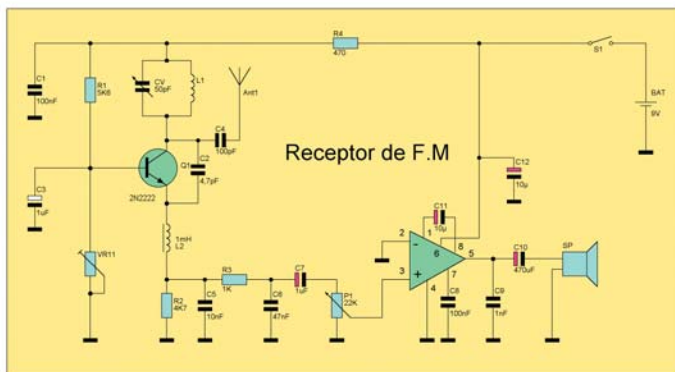 R4
470
S1
C1
100nF
R1
5K6
CV
50pF
L1
Ant1
BAT
9V
C4
100pF
Receptor de F.M
Q1
C2
4,7pF
2N2222
C3
1uF
C12
10µ
C11
10µ
1mH
L2
VR11
2
1
6
8
5
3
7
4
C10
470uF
SP
R3
1K
C7
1uF
R2
4K7
C5
10nF
C6
47nF
P1
22K
C8
100nF
C9
1nF